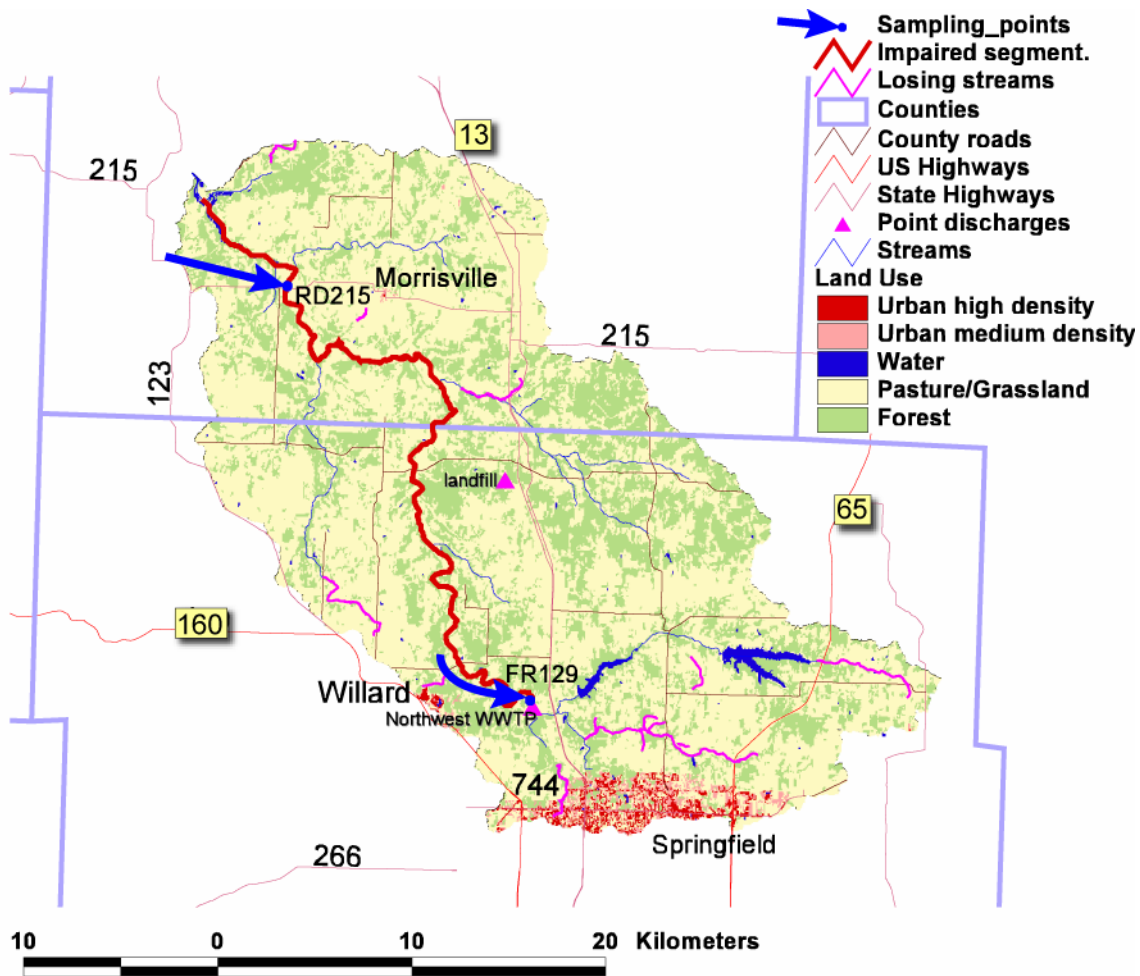 Sampling_points
Impaired segment.
Losing streams
Counties
County roads
US Highways
State Highways
Point discharges
Streams
Land Use
Urban high density
Urban medium density
Water
Pasture/Grassland
Forest
13
215
Morrisville
RD215
215
123
landfill
65
160
FR129
Willard
Northwest WWTP
744
Springfield
266
10 0 10 20 Kilometers